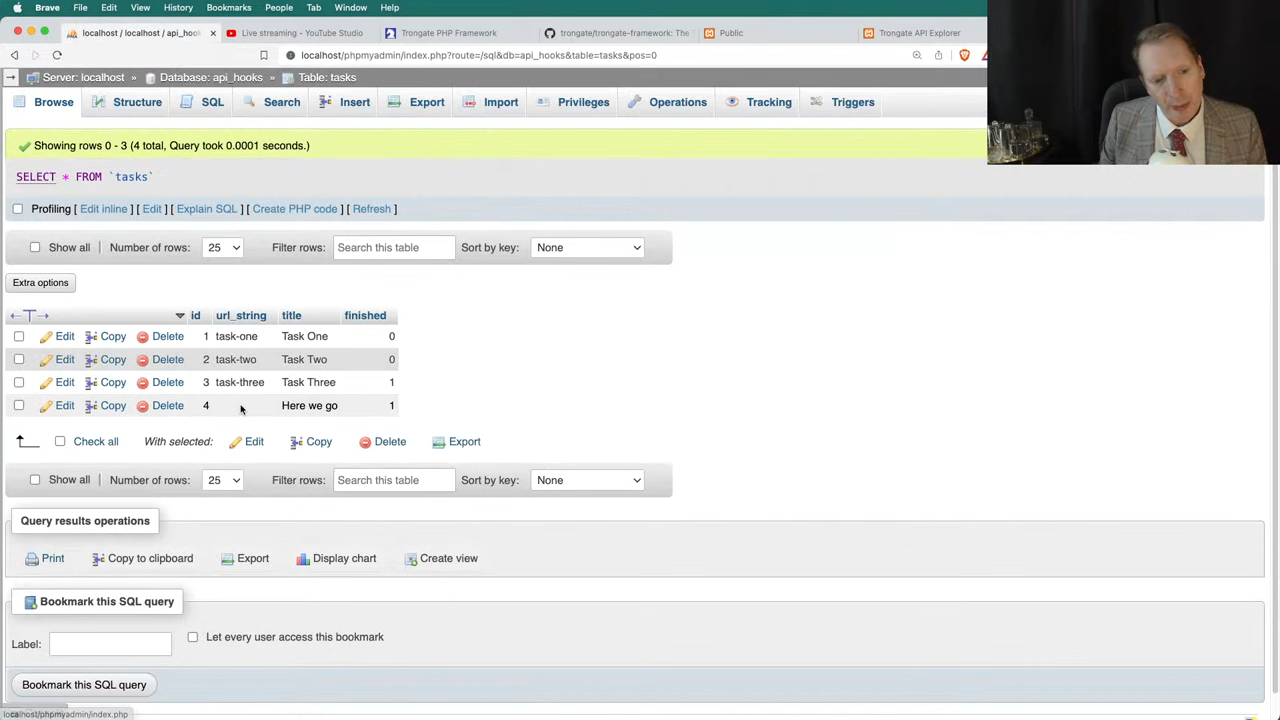 Brave File Edit View History Bookmarks People Tab Window Help
localhost / localhost / api_hook Live streaming - YouTube Studio Trongate PHP Framework trongate/trongate-framework: The Public Trongate API Explorer
localhost/phpmyadmin/index.php?route=/sql&db=api_hooks&table=tasks&pos=0
Server: localhost » Database: api_hooks » Table: tasks
Browse Structure SQL Search Insert Export Import Privileges Operations Tracking Triggers
Showing rows 0 - 3 (4 total, Query took 0.0001 seconds.)
SELECT * FROM `tasks`
Profiling [ Edit inline ] [ Edit ] [ Explain SQL ] [ Create PHP code ] [ Refresh ]
Show all | Number of rows: 25 Filter rows: Search this table Sort by key: None
Extra options
id url_string title finished
Edit Copy Delete 1 task-one Task One 0
Edit Copy Delete 2 task-two Task Two 0
Edit Copy Delete 3 task-three Task Three 1
Edit Copy Delete 4 Here we go 1
Check all With selected: Edit Copy Delete Export
Show all | Number of rows: 25 Filter rows: Search this table Sort by key: None
Query results operations
Print Copy to clipboard Export Display chart Create view
Bookmark this SQL query
Label: Let every user access this bookmark
Bookmark this SQL query
localhost/phpmyadmin/index.php